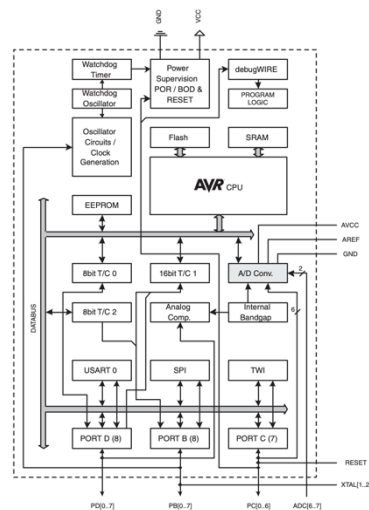 GND
VCC
Watchdog
Timer
Power
Supervision
POR / BOD &
RESET
debugWIRE
Watchdog
Oscillator
PROGRAM
LOGIC
Oscillator
Circuits /
Clock
Generation
Flash
SRAM
AVR CPU
EEPROM
AVCC
AREF
GND
8bit T/C 0
16bit T/C 1
A/D Conv.
2
DATABUS
8bit T/C 2
Analog
Comp.
Internal
Bandgap
6
USART 0
SPI
TWI
PORT D (8)
PORT B (8)
PORT C (7)
RESET
XTAL[1..2
PD[0..7]
PB[0..7]
PC[0..6]
ADC[6..7]